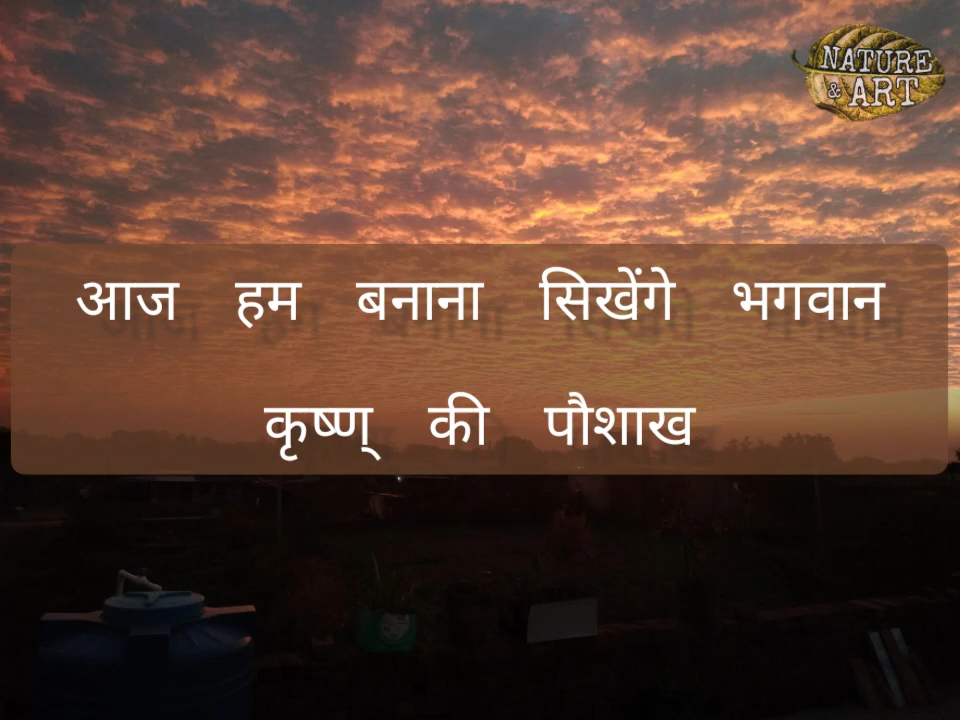 NATURE
& ART
आज हम बनाना सिखेंगे भगवान
कृष्ण् की पौशाख